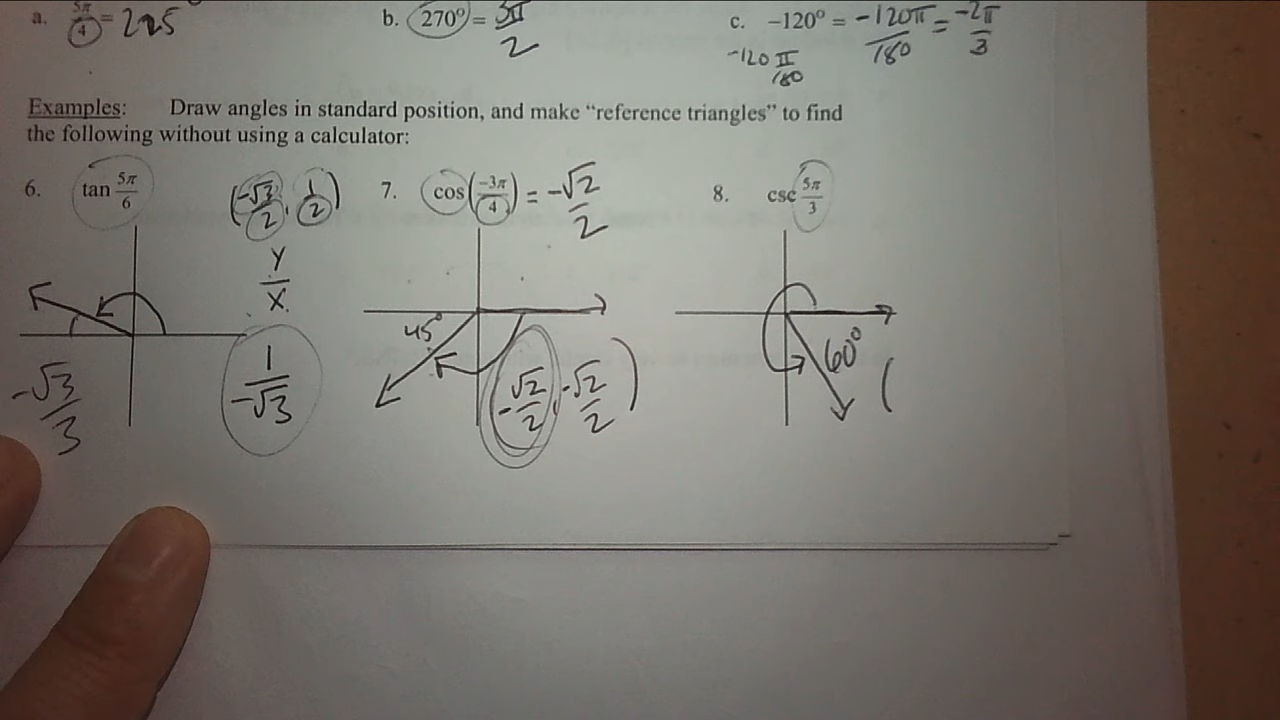 a. 5π/4 = 225° b. 270° = 3π/2 c. -120° = -120π/180 = -2π/3
-120 π/180
Examples: Draw angles in standard position, and make “reference triangles” to find
the following without using a calculator:
6. tan 5π/6 (-√3/2, 1/2) 7. cos(-3π/4) = -√2/2 8. csc 5π/3
Y/X
45° 60°
-√3/3 1/-√3 (-√2/2, -√2/2) (